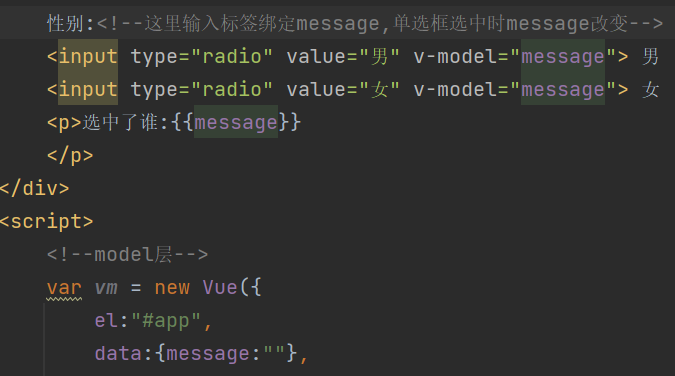 性别:<!--这里输入标签绑定message,单选框选中时message改变-->
<input type="radio" value="男" v-model="message"> 男
<input type="radio" value="女" v-model="message"> 女
<p>选中了谁:{{message}}
</p>
</div>
<script>
<!--model层-->
var vm = new Vue({
el:"#app",
data:{message:""},